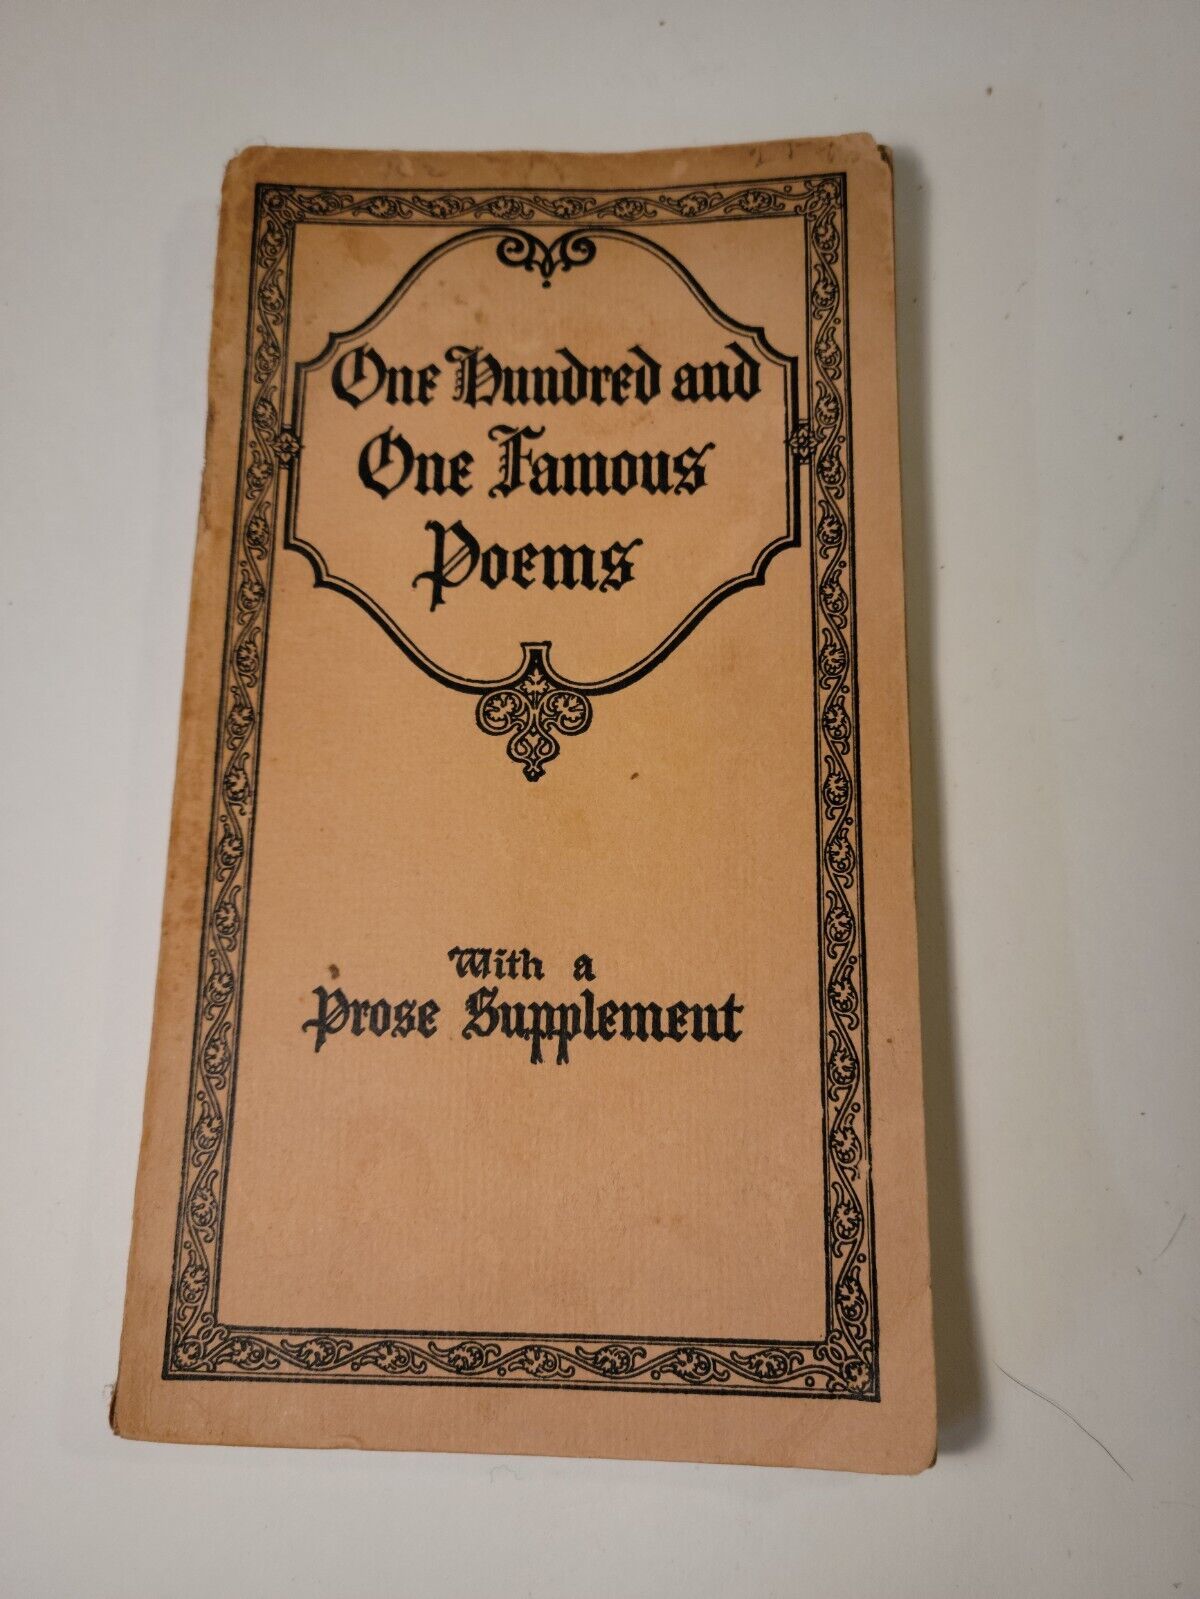 One Hundred and
One Famous
Poems
With a
Prose Supplement